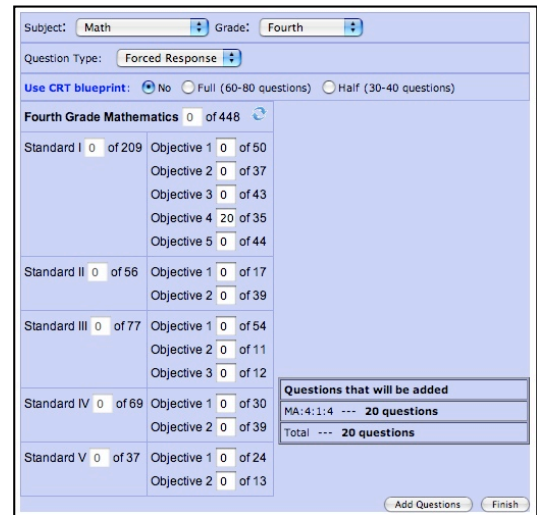 Subject: Math Grade: Fourth
Question Type: Forced Response
Use CRT blueprint: No Full (60-80 questions) Half (30-40 questions)
Fourth Grade Mathematics 0 of 448
Standard I 0 of 209 Objective 1 0 of 50
Objective 2 0 of 37
Objective 3 0 of 43
Objective 4 20 of 35
Objective 5 0 of 44
Standard II 0 of 56 Objective 1 0 of 17
Objective 2 0 of 39
Standard III 0 of 77 Objective 1 0 of 54
Objective 2 0 of 11
Objective 3 0 of 12
Standard IV 0 of 69 Objective 1 0 of 30
Objective 2 0 of 39
Standard V 0 of 37 Objective 1 0 of 24
Objective 2 0 of 13
Questions that will be added
MA:4:1:4 --- 20 questions
Total --- 20 questions
Add Questions Finish